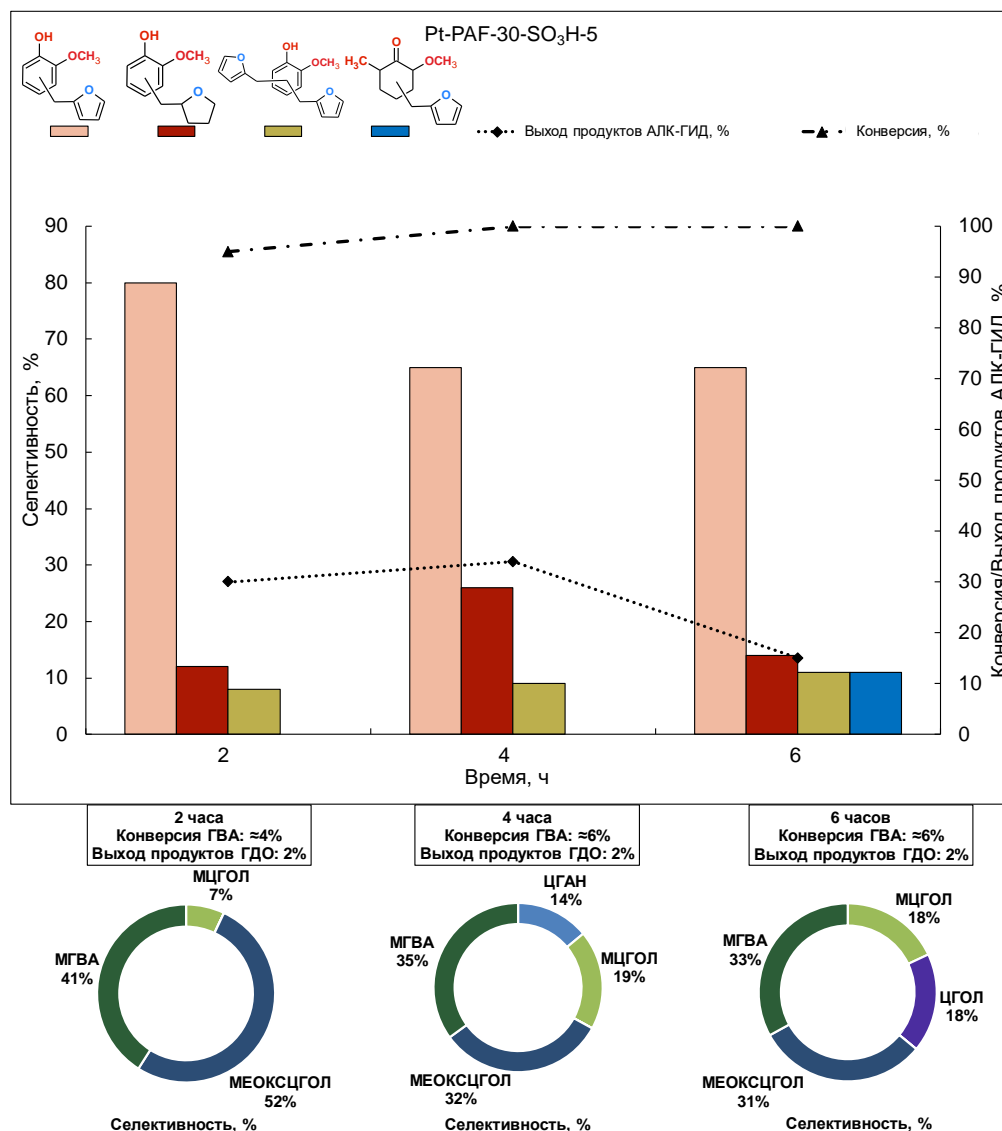 Pt-PAF-30-SO₃H-5
OH
OCH₃
O
OH
OCH₃
O
O
OH
OCH₃
O
O
H₃C
OCH₃
O
Выход продуктов АЛК-ГИД, %
Конверсия, %
Селективность, %
90
80
70
60
50
40
30
20
10
0
100
90
80
70
60
50
40
30
20
10
0
Конверсия/Выход продуктов АЛК-ГИД, %
2
4
6
Время, ч
2 часа
Конверсия ГВА: ≈4%
Выход продуктов ГДО: 2%
МЦГОЛ
7%
МГВА
41%
МЕОКСЦГОЛ
52%
Селективность, %
4 часа
Конверсия ГВА: ≈6%
Выход продуктов ГДО: 2%
ЦГАН
14%
МГВА
35%
МЦГОЛ
19%
МЕОКСЦГОЛ
32%
Селективность, %
6 часов
Конверсия ГВА: ≈6%
Выход продуктов ГДО: 2%
МЦГОЛ
18%
МГВА
33%
ЦГОЛ
18%
МЕОКСЦГОЛ
31%
Селективность, %